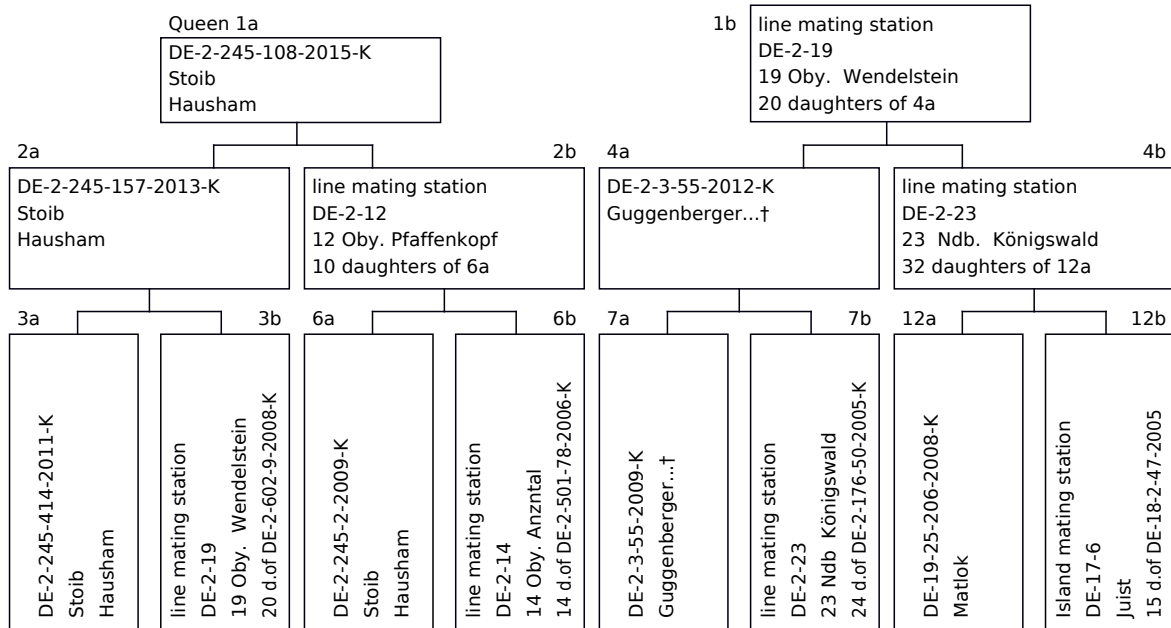 Queen 1a
DE-2-245-108-2015-K
Stoib
Hausham
1b
line mating station
DE-2-19
19 Oby. Wendelstein
20 daughters of 4a
2a
DE-2-245-157-2013-K
Stoib
Hausham
2b
line mating station
DE-2-12
12 Oby. Pfaffenkopf
10 daughters of 6a
4a
DE-2-3-55-2012-K
Guggenberger...†
4b
line mating station
DE-2-23
23 Ndb. Königswald
32 daughters of 12a
3a
DE-2-245-414-2011-K
Stoib
Hausham
3b
line mating station
DE-2-19
19 Oby. Wendelstein
20 d.of DE-2-602-9-2008-K
6a
DE-2-245-2-2009-K
Stoib
Hausham
6b
line mating station
DE-2-14
14 Oby. Anzntal
14 d.of DE-2-501-78-2006-K
7a
DE-2-3-55-2009-K
Guggenberger...†
7b
line mating station
DE-2-23
23 Ndb Königswald
24 d.of DE-2-176-50-2005-K
12a
DE-19-25-206-2008-K
Matlok
12b
Island mating station
DE-17-6
Juist
15 d.of DE-18-2-47-2005